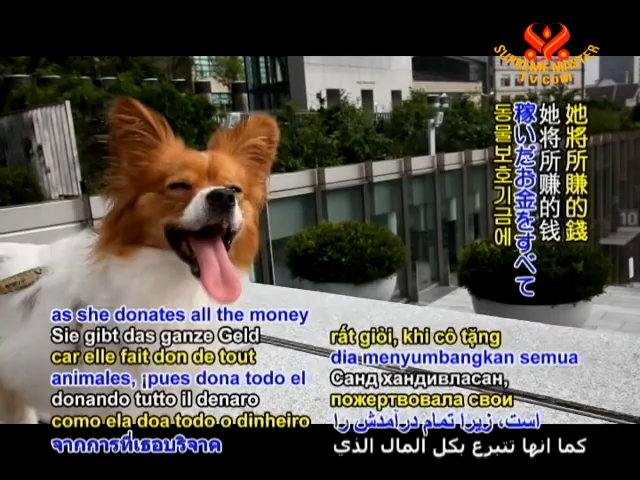 SUPREME MASTER
TV.COM
她將所賺的錢
她将所赚的钱
稼いだお金をすべて
동물보호기금에
10
as she donates all the money
Sie gibt das ganze Geld
car elle fait don de tout
animales, ¡pues dona todo el
donando tutto il denaro
como ela doa todo o dinheiro
จากการที่เธอบริจาค
rất giỏi, khi cô tặng
dia menyumbangkan semua
Санд хандивласан,
пожертвовала свои
است، زیرا تمام درآمدش را
كما انها تتبرع بكل المال الذي